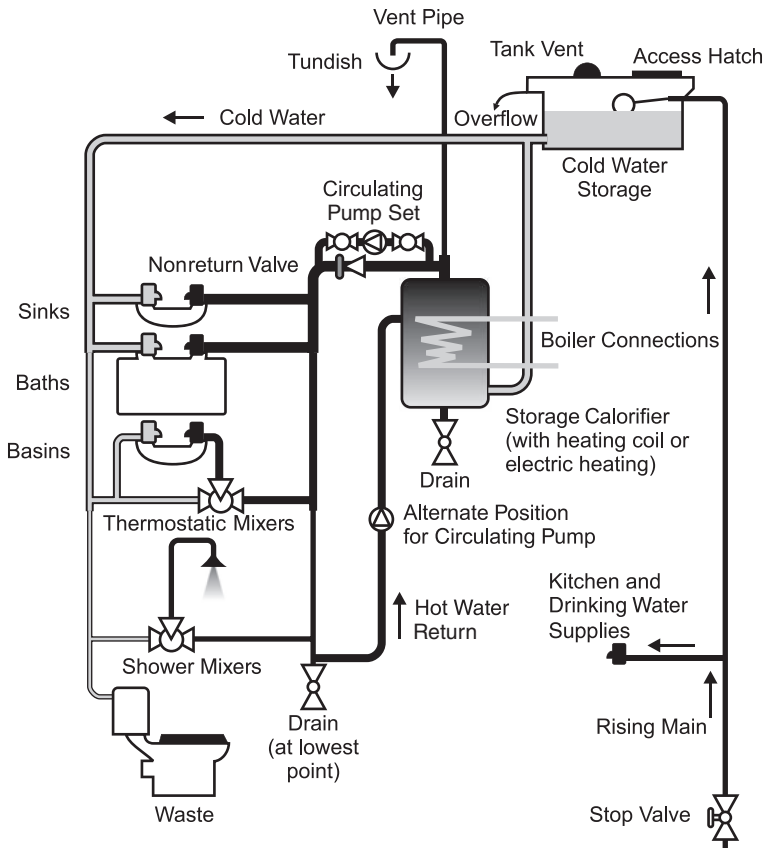 Vent Pipe
Tundish
Tank Vent
Access Hatch
Overflow
Cold Water
Cold Water
Storage
Circulating
Pump Set
Nonreturn Valve
Sinks
Boiler Connections
Baths
Storage Calorifier
(with heating coil or
electric heating)
Basins
Drain
Thermostatic Mixers
Alternate Position
for Circulating Pump
Kitchen and
Drinking Water
Supplies
Hot Water
Return
Shower Mixers
Drain
(at lowest
point)
Rising Main
Waste
Stop Valve